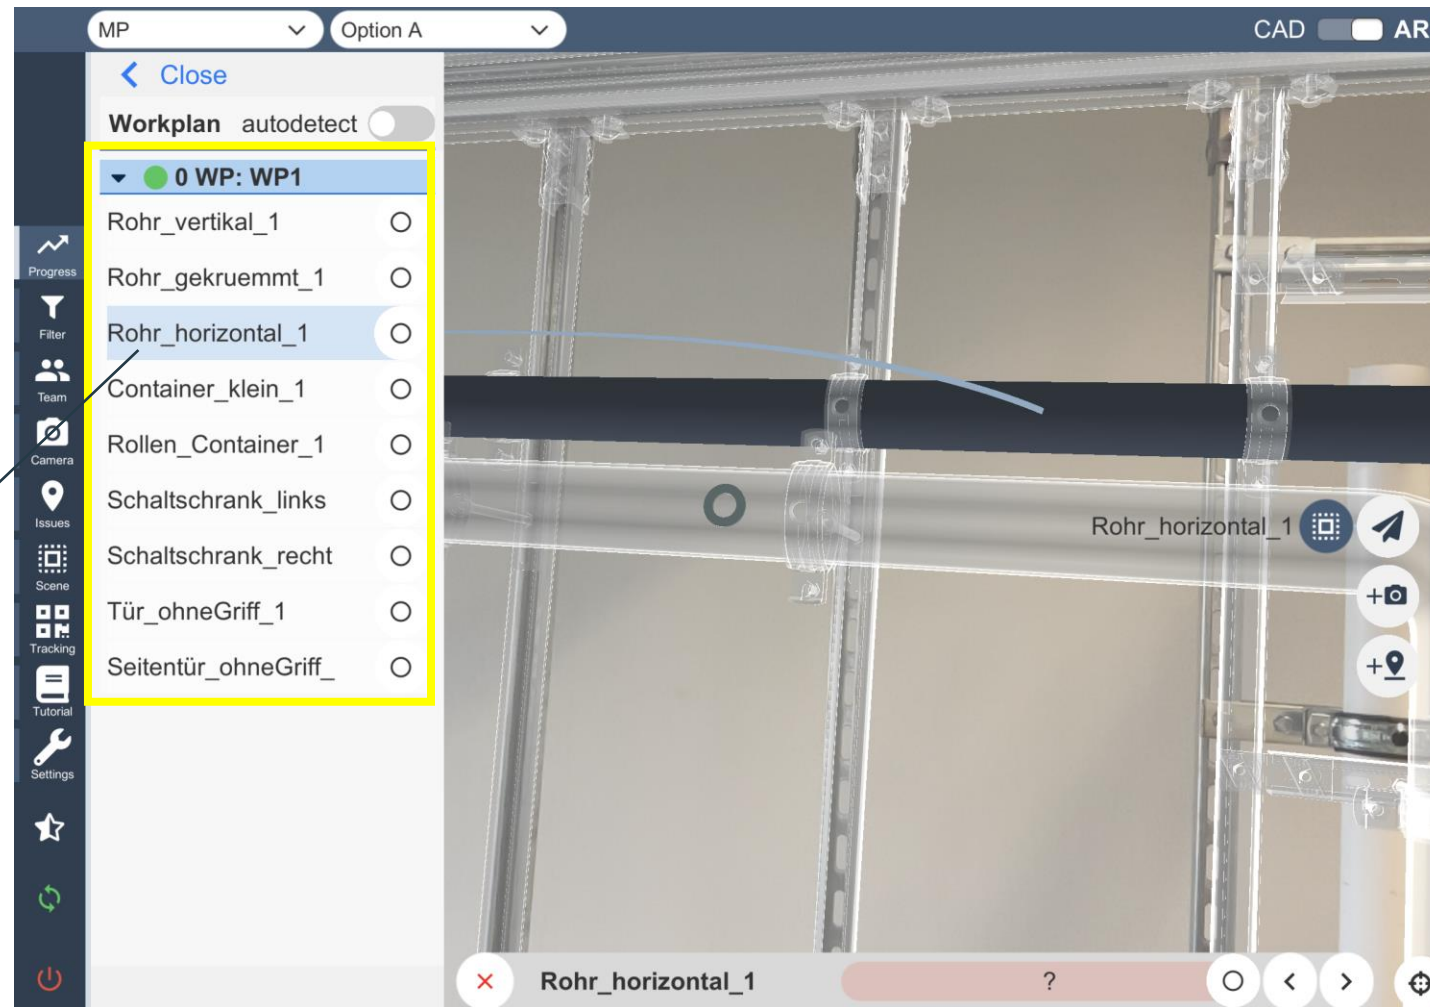 MP
Option A
CAD
AR
Close
Workplan autodetect
0 WP: WP1
Rohr_vertikal_1
Rohr_gekruemmt_1
Rohr_horizontal_1
Container_klein_1
Rollen_Container_1
Schaltschrank_links
Schaltschrank_recht
Tür_ohneGriff_1
Seitentür_ohneGriff_
Progress
Filter
Team
Camera
Issues
Scene
Tracking
Tutorial
Settings
Rohr_horizontal_1
Rohr_horizontal_1
?